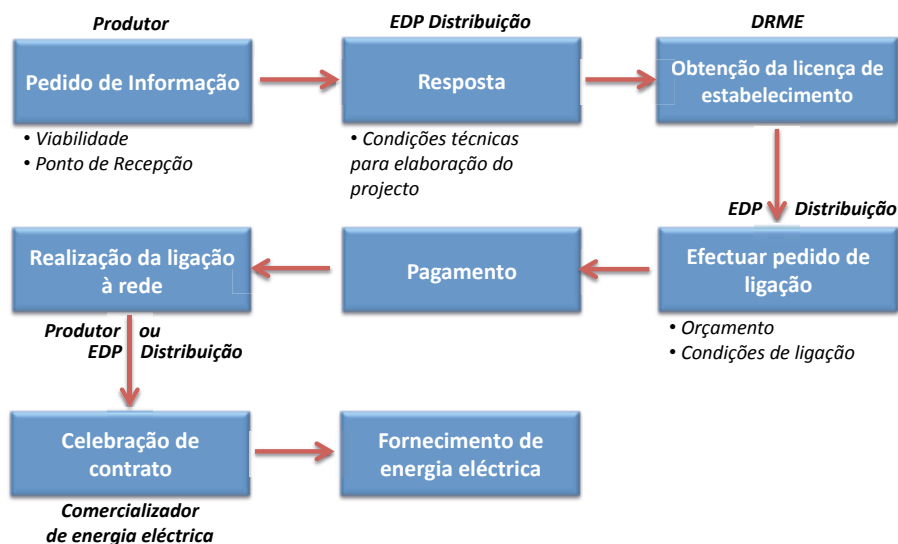 Produtor
EDP Distribuição
DRME
Pedido de Informação
Resposta
Obtenção da licença de
estabelecimento
• Viabilidade
• Ponto de Recepção
• Condições técnicas
para elaboração do
projecto
EDP Distribuição
Realização da ligação
à rede
Pagamento
Efectuar pedido de
ligação
Produtor ou
EDP Distribuição
• Orçamento
• Condições de ligação
Celebração de
contrato
Fornecimento de
energia eléctrica
Comercializador
de energia eléctrica